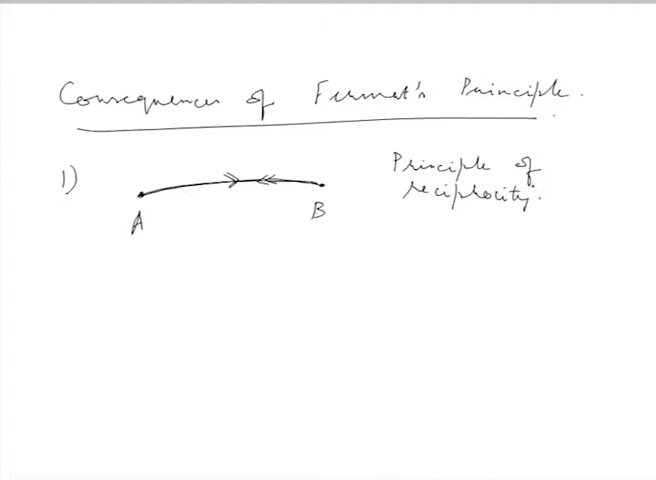 Consequences of Fermat's Principle.
1)
A
B
Principle of
reciprocity.